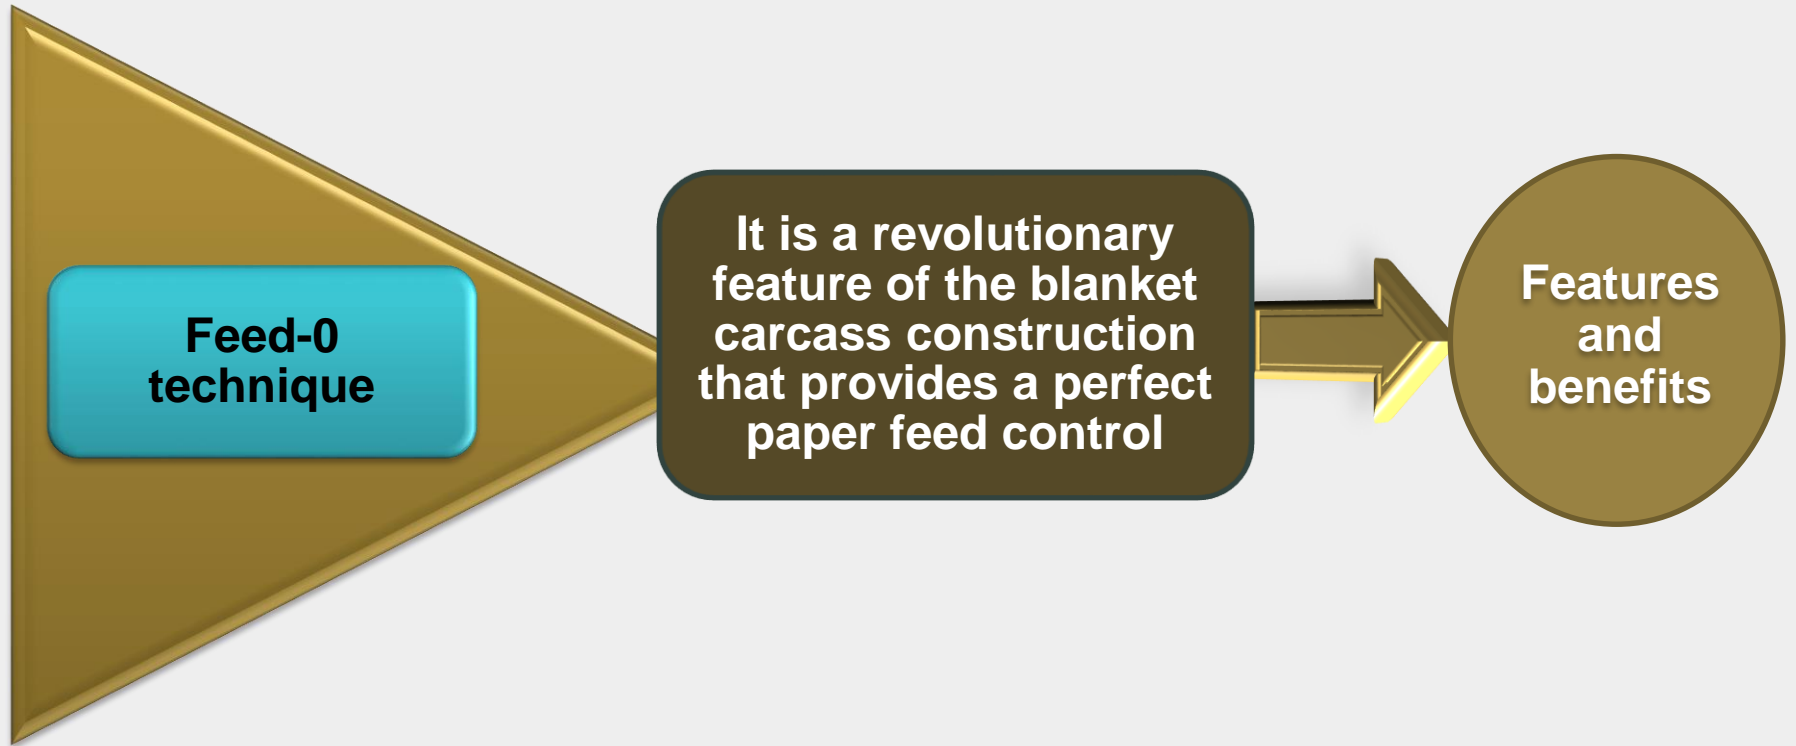 Feed-0
technique
It is a revolutionary
feature of the blanket
carcass construction
that provides a perfect
paper feed control
Features
and
benefits